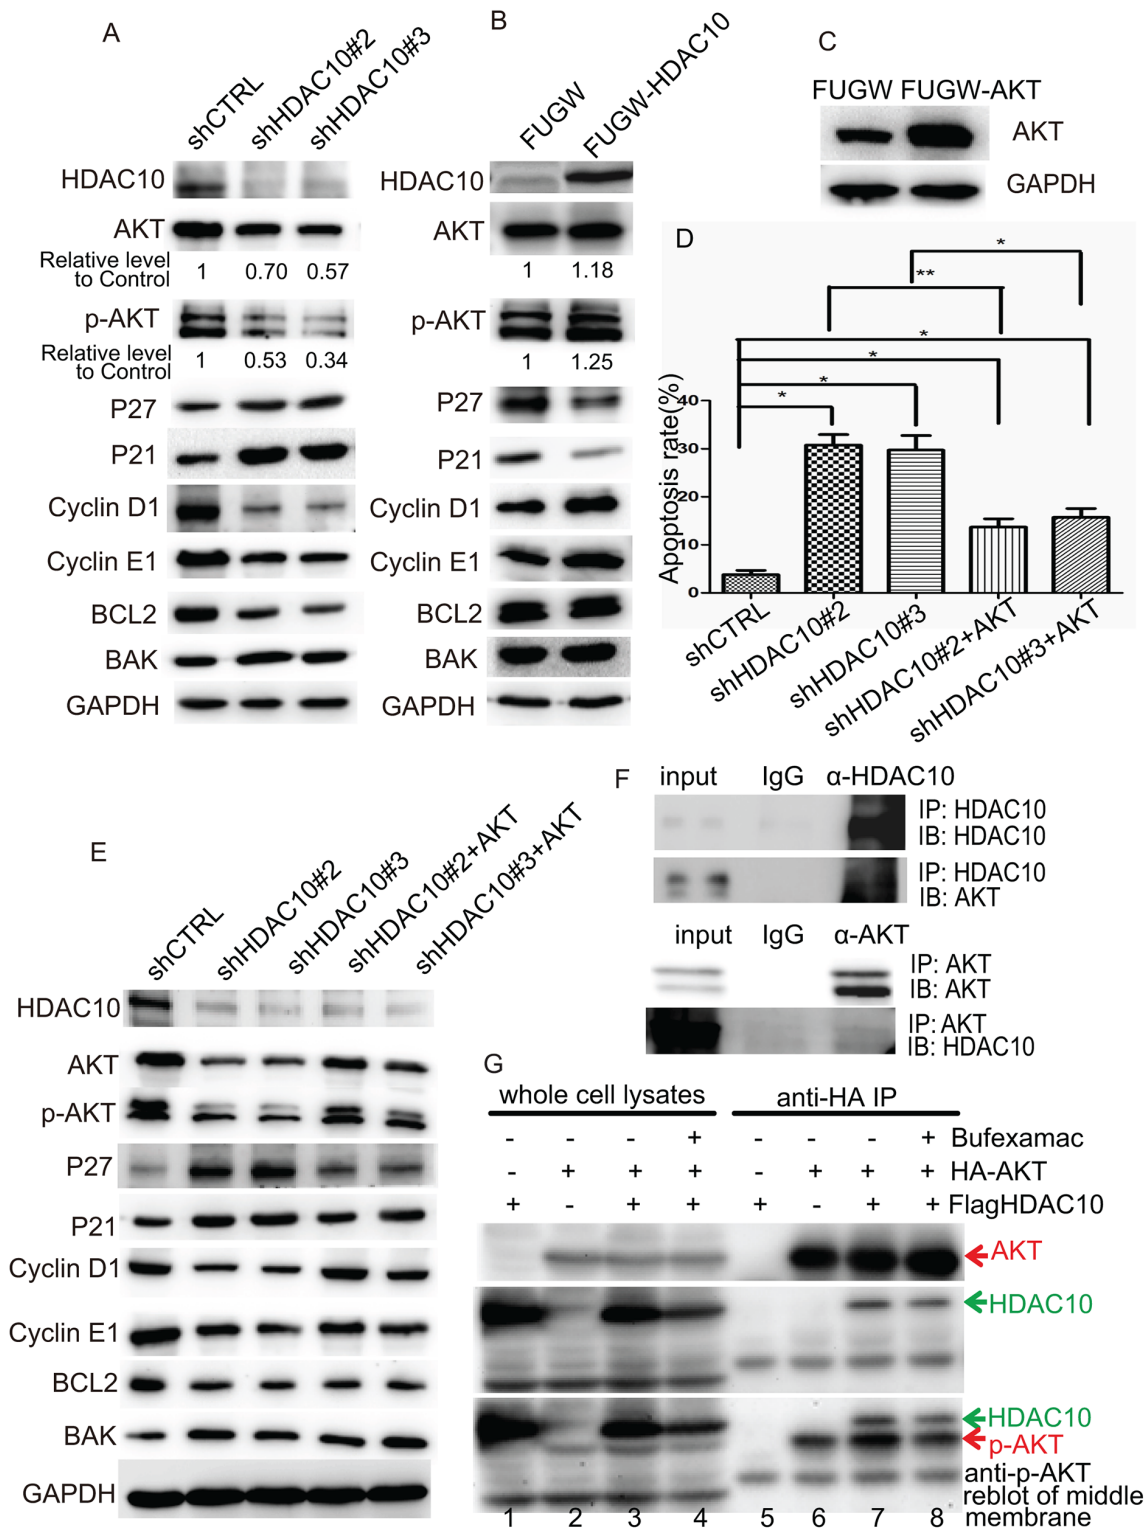 A
shCTRL
shHDAC10#2
shHDAC10#3
HDAC10
AKT
Relative level
to Control
1 0.70 0.57
p-AKT
Relative level
to Control
1 0.53 0.34
P27
P21
Cyclin D1
Cyclin E1
BCL2
BAK
GAPDH
B
FUGW
FUGW-HDAC10
HDAC10
AKT
1 1.18
p-AKT
1 1.25
P27
P21
Cyclin D1
Cyclin E1
BCL2
BAK
GAPDH
C
FUGW FUGW-AKT
AKT
GAPDH
D
*
**
*
*
*
*
Apoptosis rate(%)
40
30
20
10
0
shCTRL
shHDAC10#2
shHDAC10#3
shHDAC10#2+AKT
shHDAC10#3+AKT
E
shCTRL
shHDAC10#2
shHDAC10#3
shHDAC10#2+AKT
shHDAC10#3+AKT
HDAC10
AKT
p-AKT
P27
P21
Cyclin D1
Cyclin E1
BCL2
BAK
GAPDH
F
input IgG α-HDAC10
IP: HDAC10
IB: HDAC10
IP: HDAC10
IB: AKT
input IgG α-AKT
IP: AKT
IB: AKT
IP: AKT
IB: HDAC10
G
whole cell lysates anti-HA IP
- - - + - - - + Bufexamac
- + + + - + + + HA-AKT
+ - + + + - + + FlagHDAC10
AKT
HDAC10
HDAC10
p-AKT
anti-p-AKT
reblot of middle
membrane
1 2 3 4 5 6 7 8